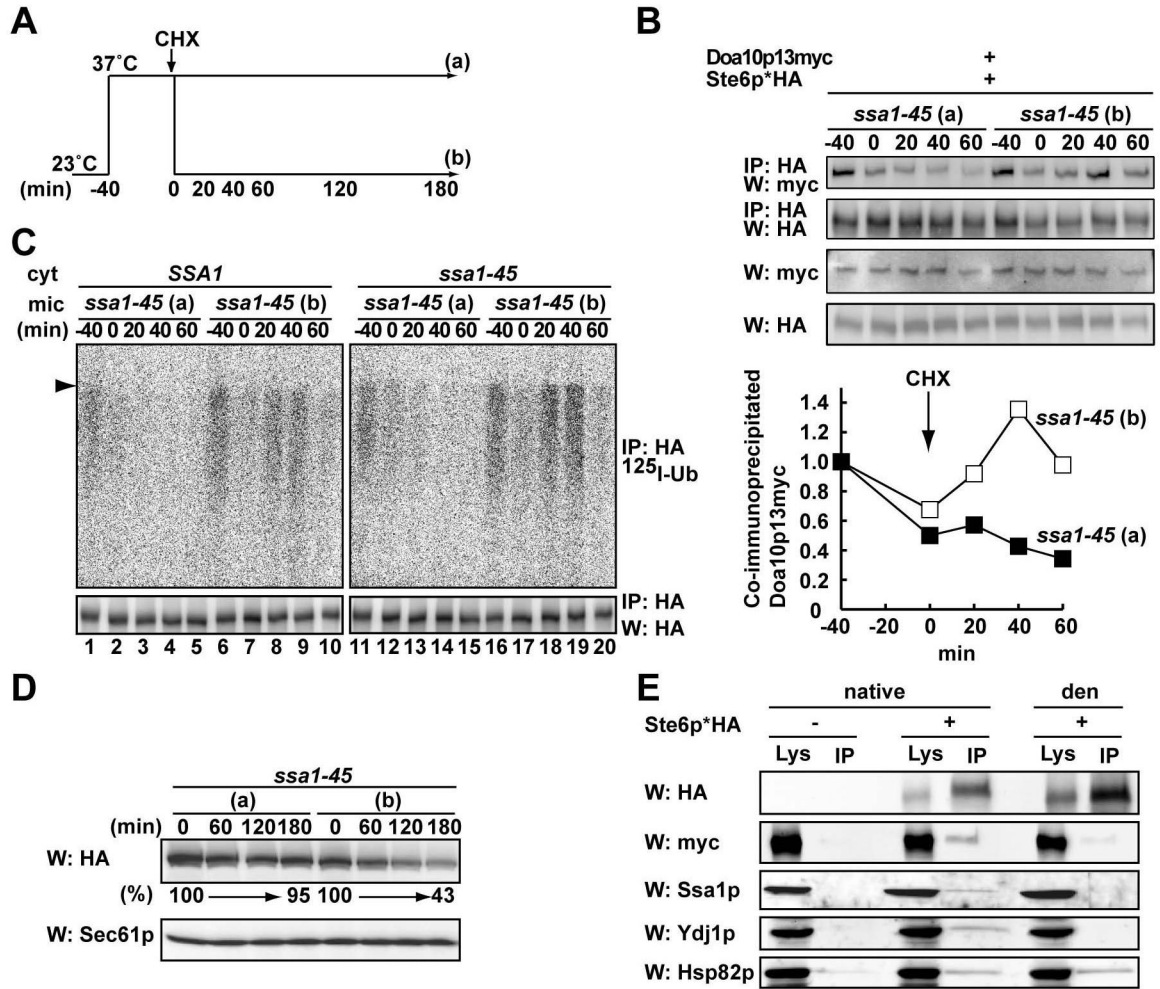 A
CHX
37˚C
(a)
23˚C
(b)
(min) -40 0 20 40 60 120 180
B
Doa10p13myc +
Ste6p*HA +
ssa1-45 (a) ssa1-45 (b)
-40 0 20 40 60 -40 0 20 40 60
IP: HA
W: myc
IP: HA
W: HA
W: myc
W: HA
CHX
Co-immunoprecipitated
Doa10p13myc
1.4
1.2
1.0
0.8
0.6
0.4
0.2
0
ssa1-45 (b)
ssa1-45 (a)
-40 -20 0 20 40 60
min
C
cyt SSA1 ssa1-45
mic ssa1-45 (a) ssa1-45 (b) ssa1-45 (a) ssa1-45 (b)
(min) -40 0 20 40 60 -40 0 20 40 60 -40 0 20 40 60 -40 0 20 40 60
IP: HA
125I-Ub
IP: HA
W: HA
1 2 3 4 5 6 7 8 9 10 11 12 13 14 15 16 17 18 19 20
D
ssa1-45
(a) (b)
(min) 0 60 120 180 0 60 120 180
W: HA
(%) 100 95 100 43
W: Sec61p
E
native den
Ste6p*HA - + +
Lys IP Lys IP Lys IP
W: HA
W: myc
W: Ssa1p
W: Ydj1p
W: Hsp82p